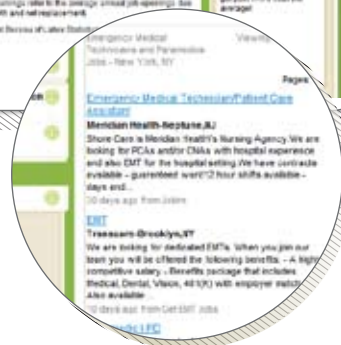 earnings refer to the average annual job openings due
th and net replacement.
Bureau of Labor Statistics
average!
Emergency Medical
Viewing
Technicians and Paramedics
Jobs - New York, NY
Pages
Emergency Medical Technician/Patient Care
Assistant
Meridian Health-Neptune,NJ
Shore Care is Meridian Health's Nursing Agency. We are
looking for PCAs and/or CNAs with hospital experience
and also EMT for the hospital setting. We have contracts
available - guaranteed work! 12 hour shifts available -
days and...
days ago from Jobire
EMT
Transcare-Brooklyn,NY
We are looking for dedicated EMTs. When you join our
team you will be offered the following benefits. - A high
competitive salary - Benefits package that includes
Medical, Dental, Vision, 401(K) with employer match
Also available
10 days ago from Get EMT Jobs